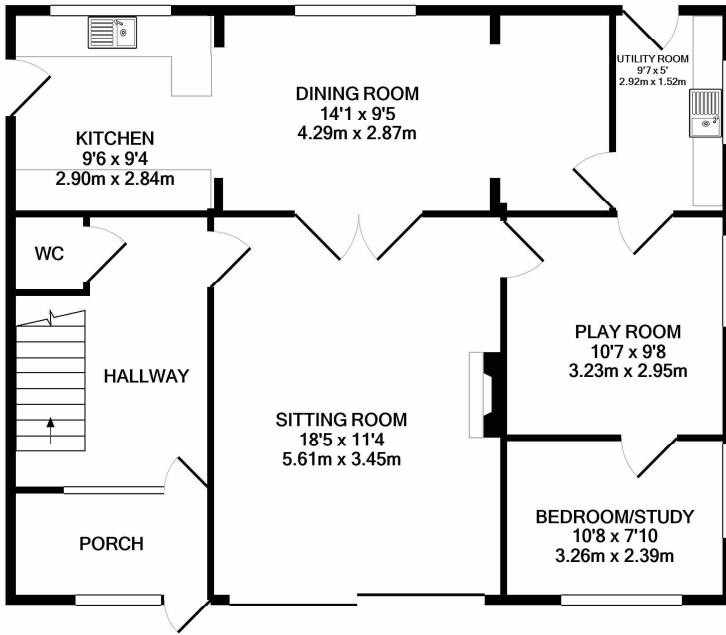 UTILITY ROOM
9'7 x 5'
2.92m x 1.52m
DINING ROOM
14'1 x 9'5
4.29m x 2.87m
KITCHEN
9'6 x 9'4
2.90m x 2.84m
WC
HALLWAY
PLAY ROOM
10'7 x 9'8
3.23m x 2.95m
SITTING ROOM
18'5 x 11'4
5.61m x 3.45m
BEDROOM/STUDY
10'8 x 7'10
3.26m x 2.39m
PORCH